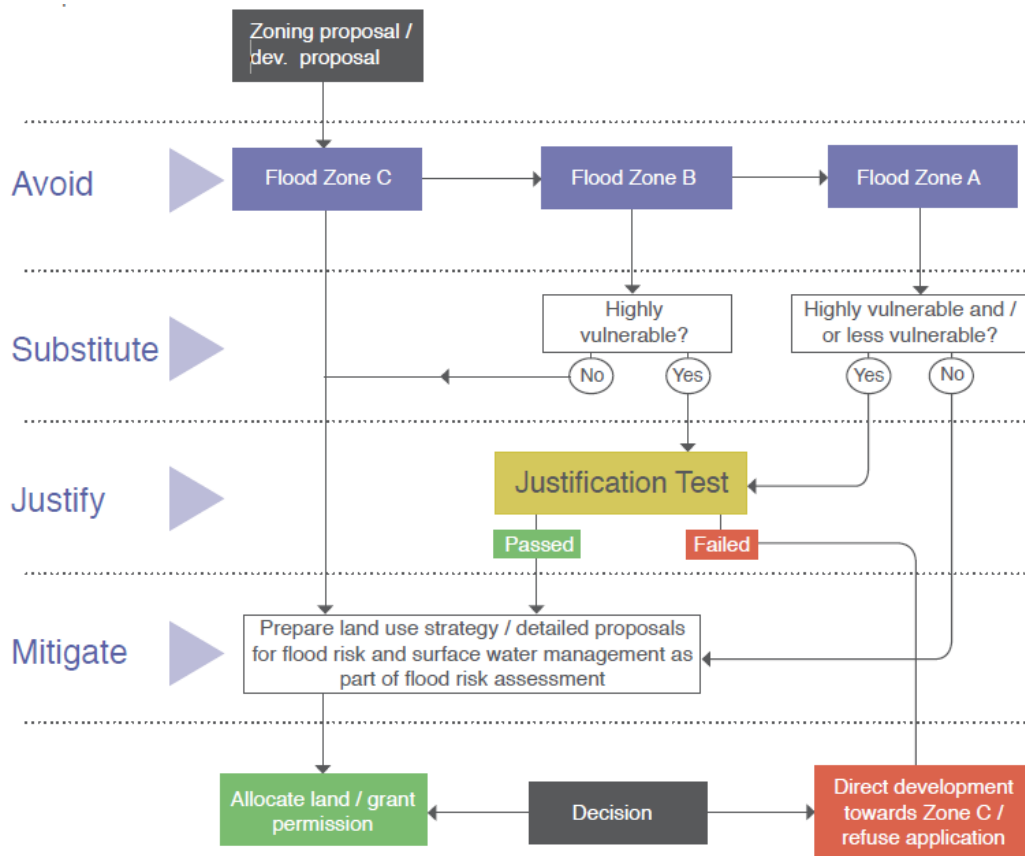 Zoning proposal /
dev. proposal
Avoid
Flood Zone C
Flood Zone B
Flood Zone A
Substitute
Highly
vulnerable?
No
Yes
Highly vulnerable and /
or less vulnerable?
Yes
No
Justify
Justification Test
Passed
Failed
Mitigate
Prepare land use strategy / detailed proposals
for flood risk and surface water management as
part of flood risk assessment
Allocate land / grant
permission
Decision
Direct development
towards Zone C /
refuse application